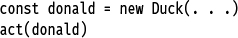 const donald = new Duck(. . .)
act(donald)